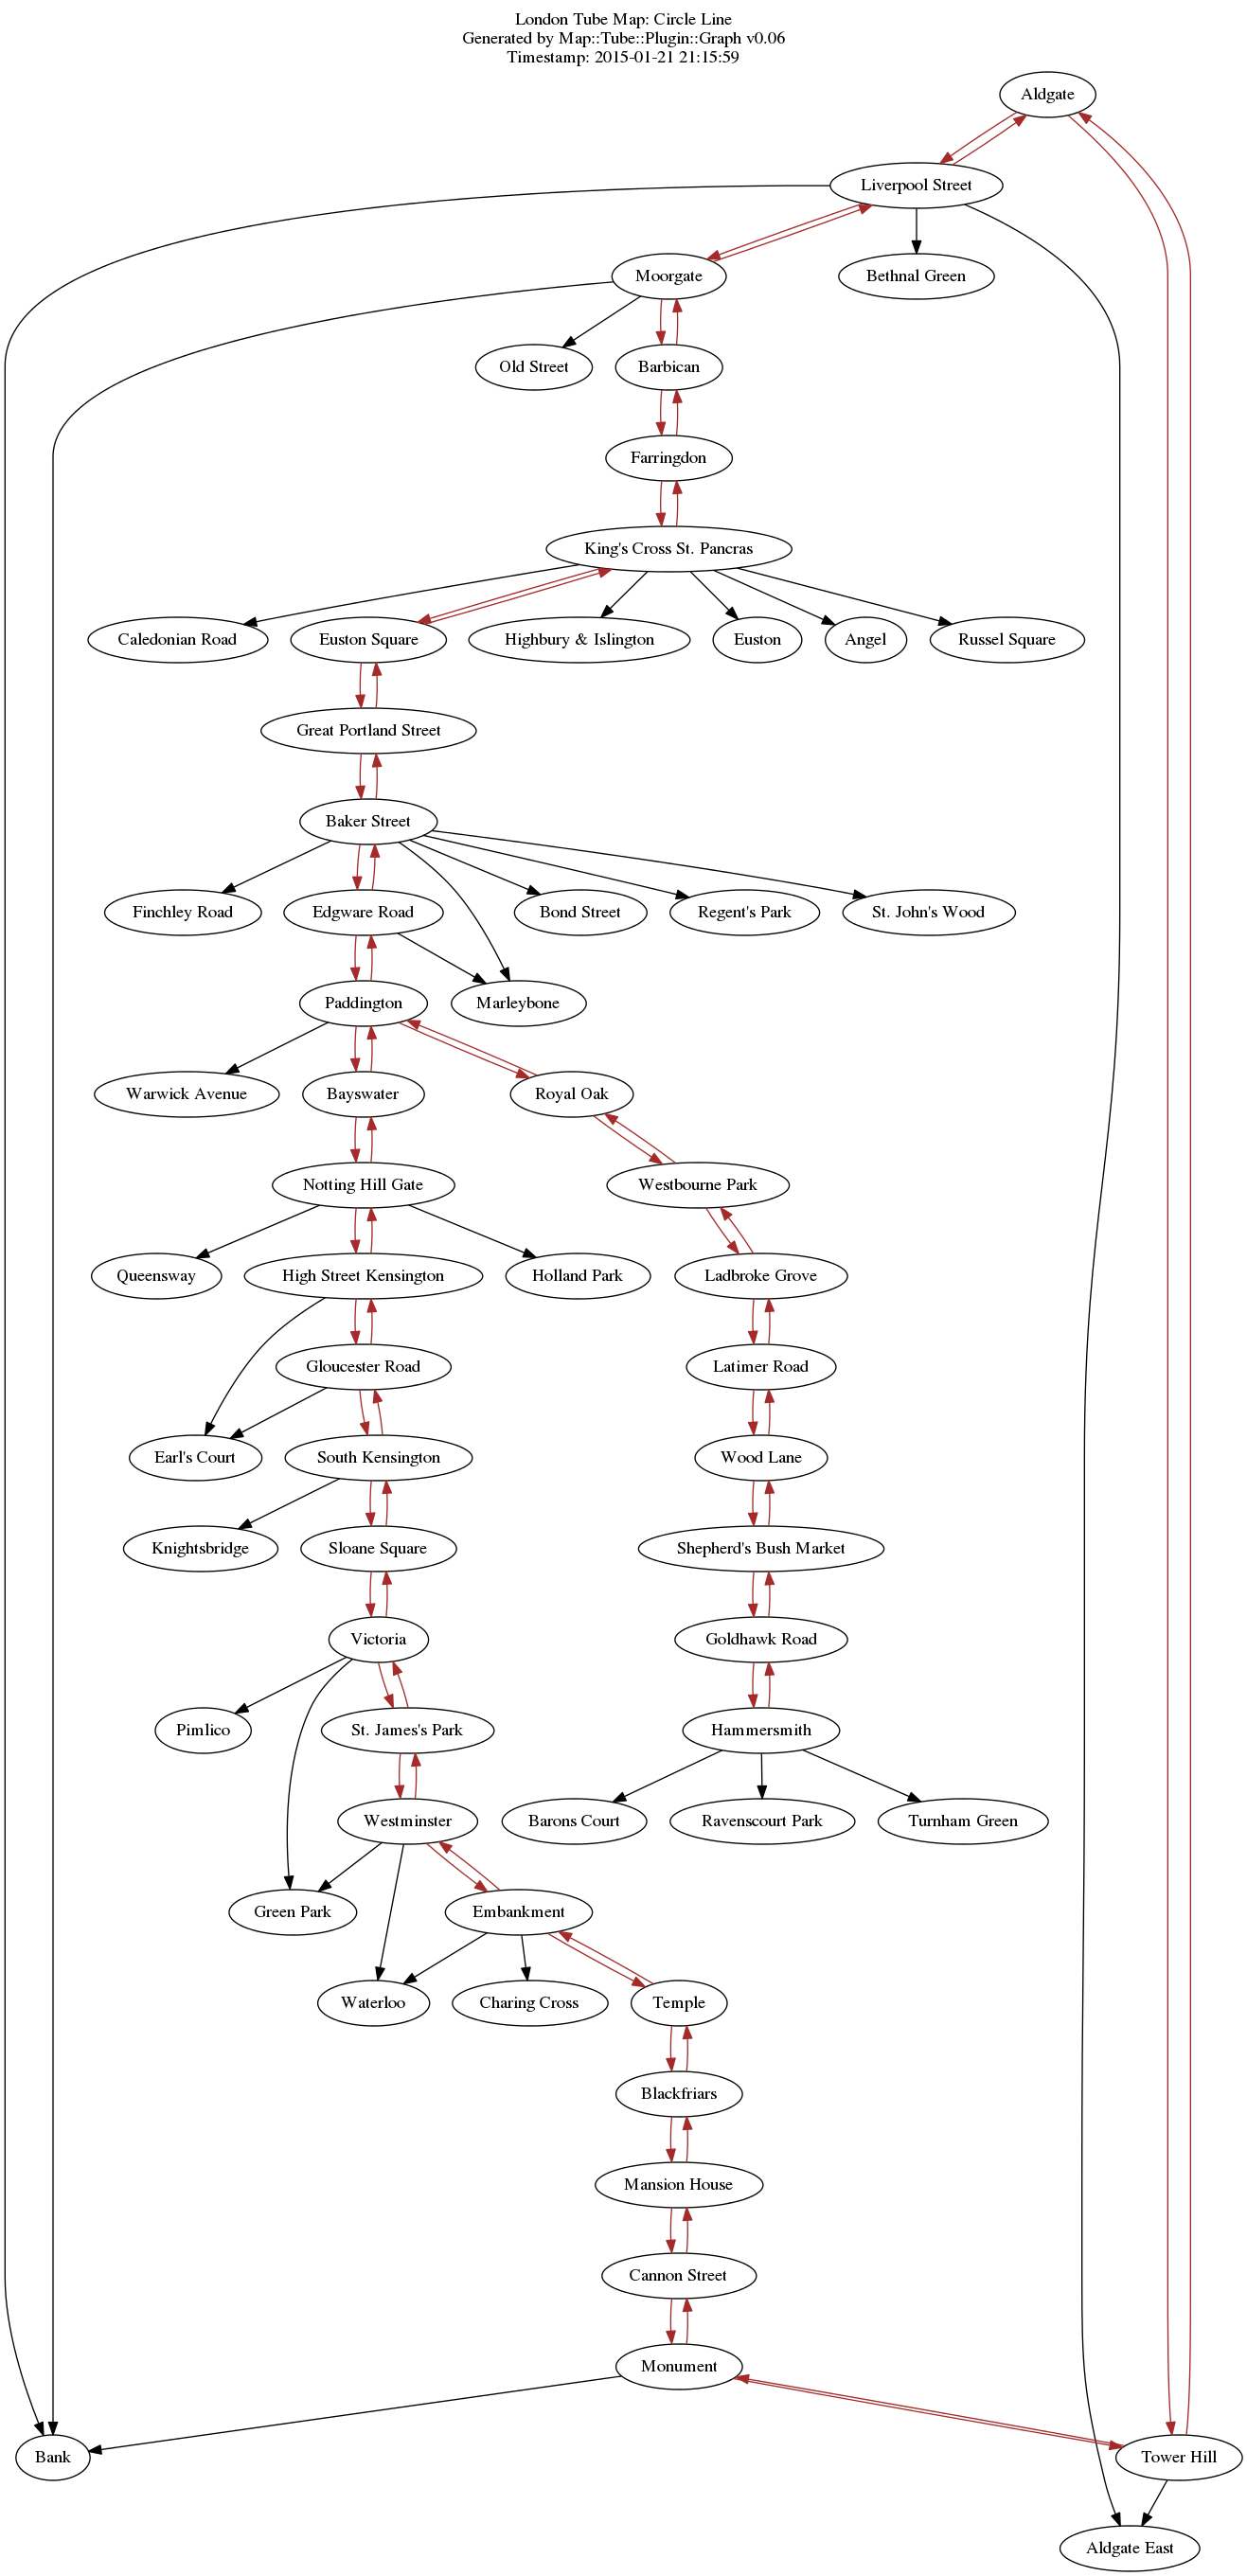 London Tube Map: Circle Line
Generated by Map::Tube::Plugin::Graph v0.06
Timestamp: 2015-01-21 21:15:59
Aldgate
Liverpool Street
Moorgate
Bethnal Green
Old Street
Barbican
Farringdon
King's Cross St. Pancras
Caledonian Road
Euston Square
Highbury & Islington
Euston
Angel
Russel Square
Great Portland Street
Baker Street
Finchley Road
Edgware Road
Bond Street
Regent's Park
St. John's Wood
Paddington
Marleybone
Warwick Avenue
Bayswater
Royal Oak
Notting Hill Gate
Westbourne Park
Queensway
High Street Kensington
Holland Park
Ladbroke Grove
Gloucester Road
Latimer Road
Earl's Court
South Kensington
Wood Lane
Knightsbridge
Sloane Square
Shepherd's Bush Market
Victoria
Goldhawk Road
Pimlico
St. James's Park
Hammersmith
Westminster
Barons Court
Ravenscourt Park
Turnham Green
Green Park
Embankment
Waterloo
Charing Cross
Temple
Blackfriars
Mansion House
Cannon Street
Monument
Bank
Tower Hill
Aldgate East